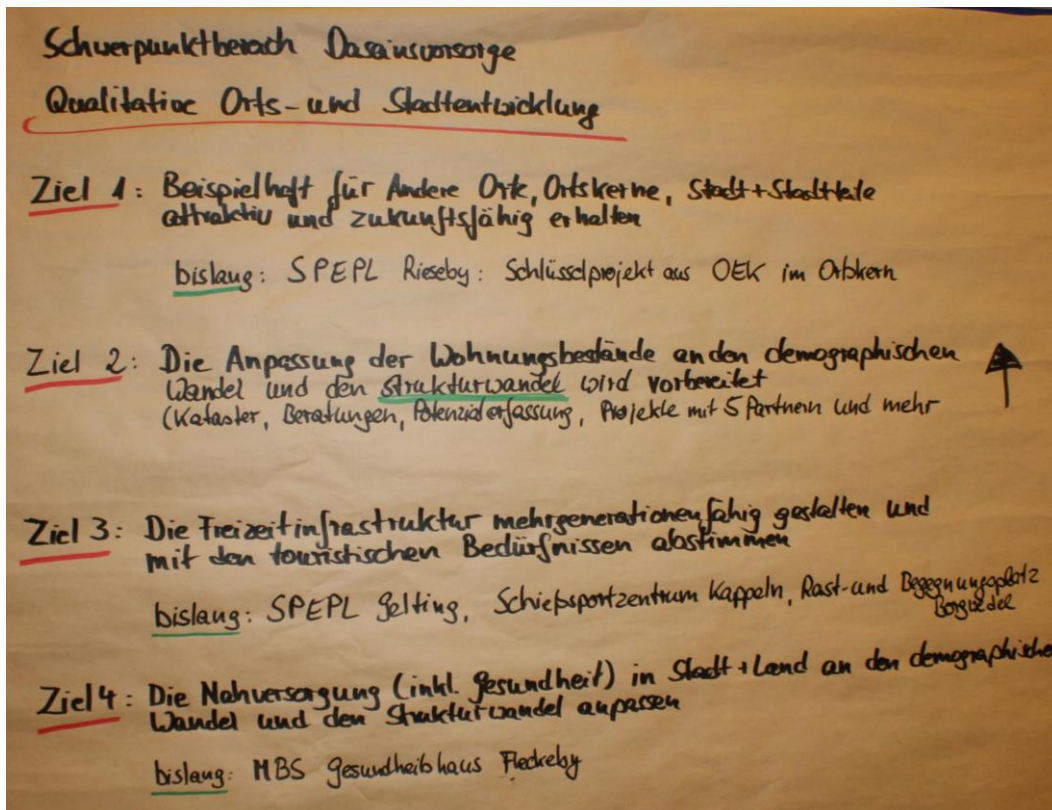 Schwerpunktbereich Daseinsvorsorge
Qualitative Orts- und Stadtentwicklung
Ziel 1: Beispielhaft für Andere Orte, Ortskerne, Stadt+Stadtteile
attraktiv und zukunftsfähig erhalten
bislang: SPEPL Rieseby: Schlüsselprojekt aus OEK im Ortskern
Ziel 2: Die Anpassung der Wohnungsbestände an den demographischen
Wandel und den Strukturwandel wird vorbereitet
(Kataster, Beratungen, Potenzialerfassung, Projekte mit 5 Partnern und mehr
Ziel 3: Die Freizeitinfrastruktur mehrgenerationenfähig gestalten und
mit den touristischen Bedürfnissen abstimmen
bislang: SPEPL Gelting, Schießsportzentrum Kappeln, Rast- und Begegnungsplatz
Borgwedel
Ziel 4: Die Nahversorgung (inkl. Gesundheit) in Stadt + Land an den demographische
Wandel und den Strukturwandel anpassen
bislang: MBS Gesundheitshaus Fleckeby